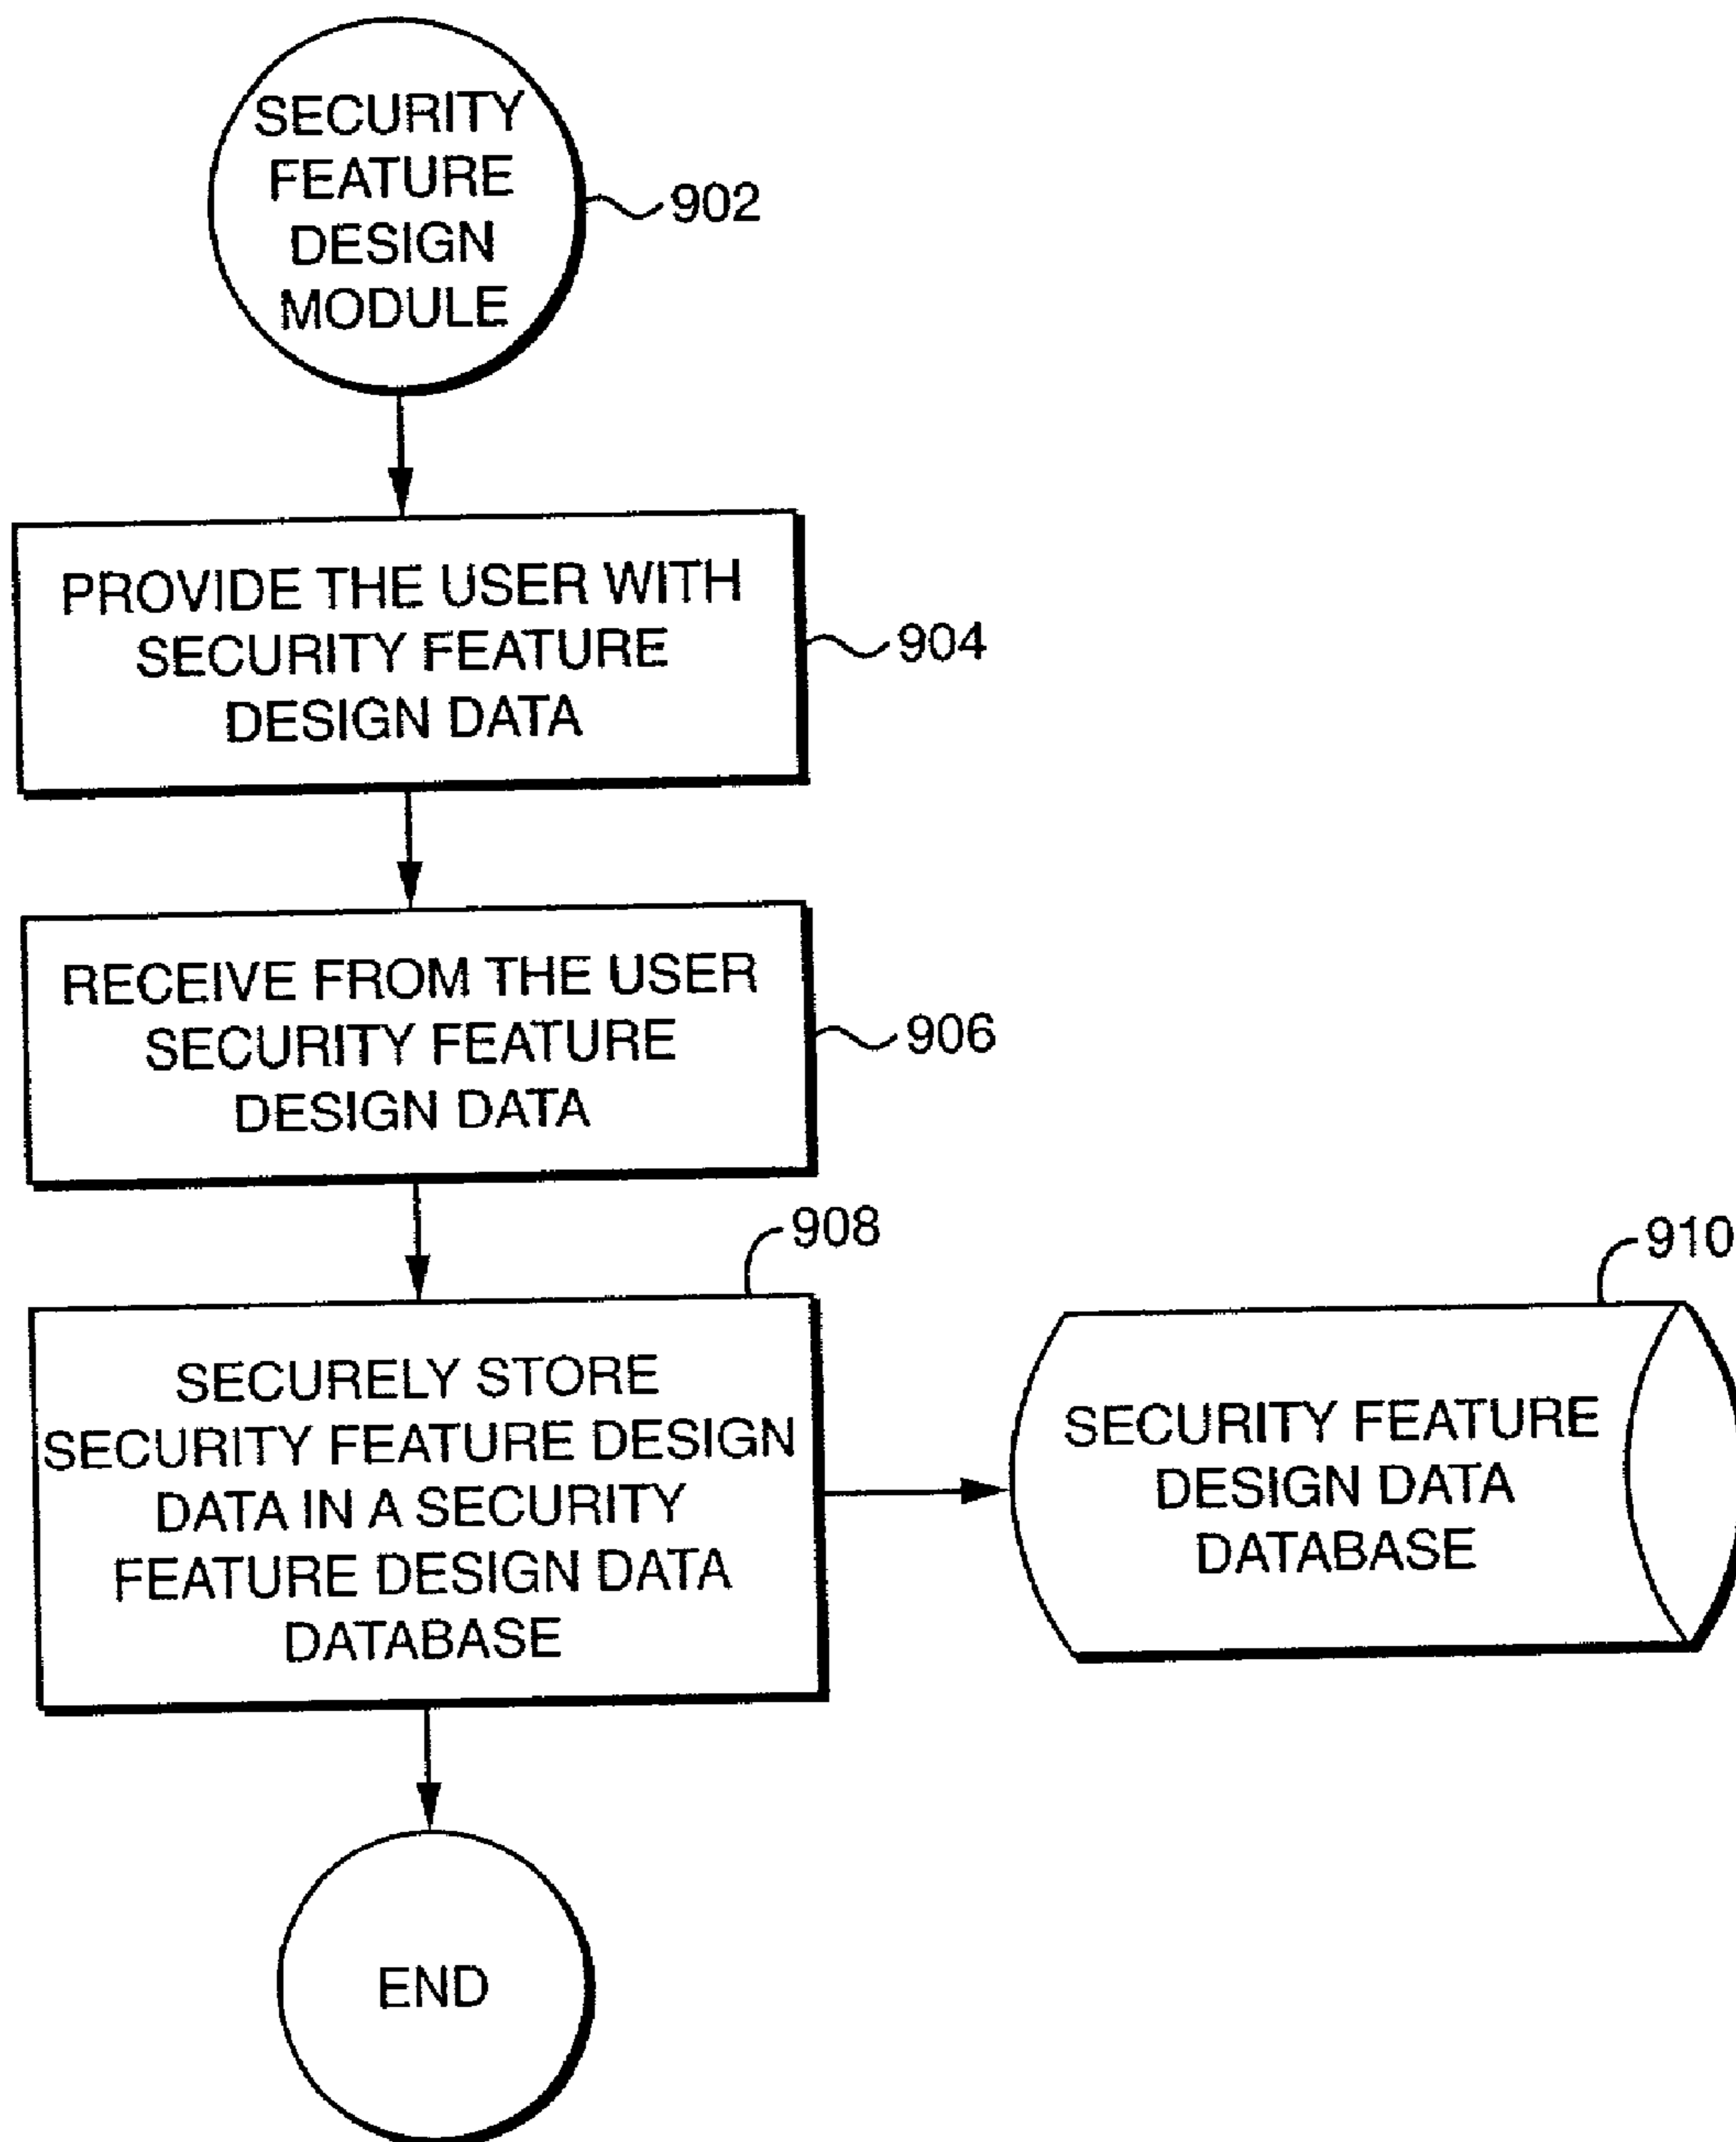 SECURITY
FEATURE
DESIGN
MODULE
902
PROVIDE THE USER WITH
SECURITY FEATURE
DESIGN DATA
904
RECEIVE FROM THE USER
SECURITY FEATURE
DESIGN DATA
906
908
SECURELY STORE
SECURITY FEATURE DESIGN
DATA IN A SECURITY
FEATURE DESIGN DATA
DATABASE
910
SECURITY FEATURE
DESIGN DATA
DATABASE
END